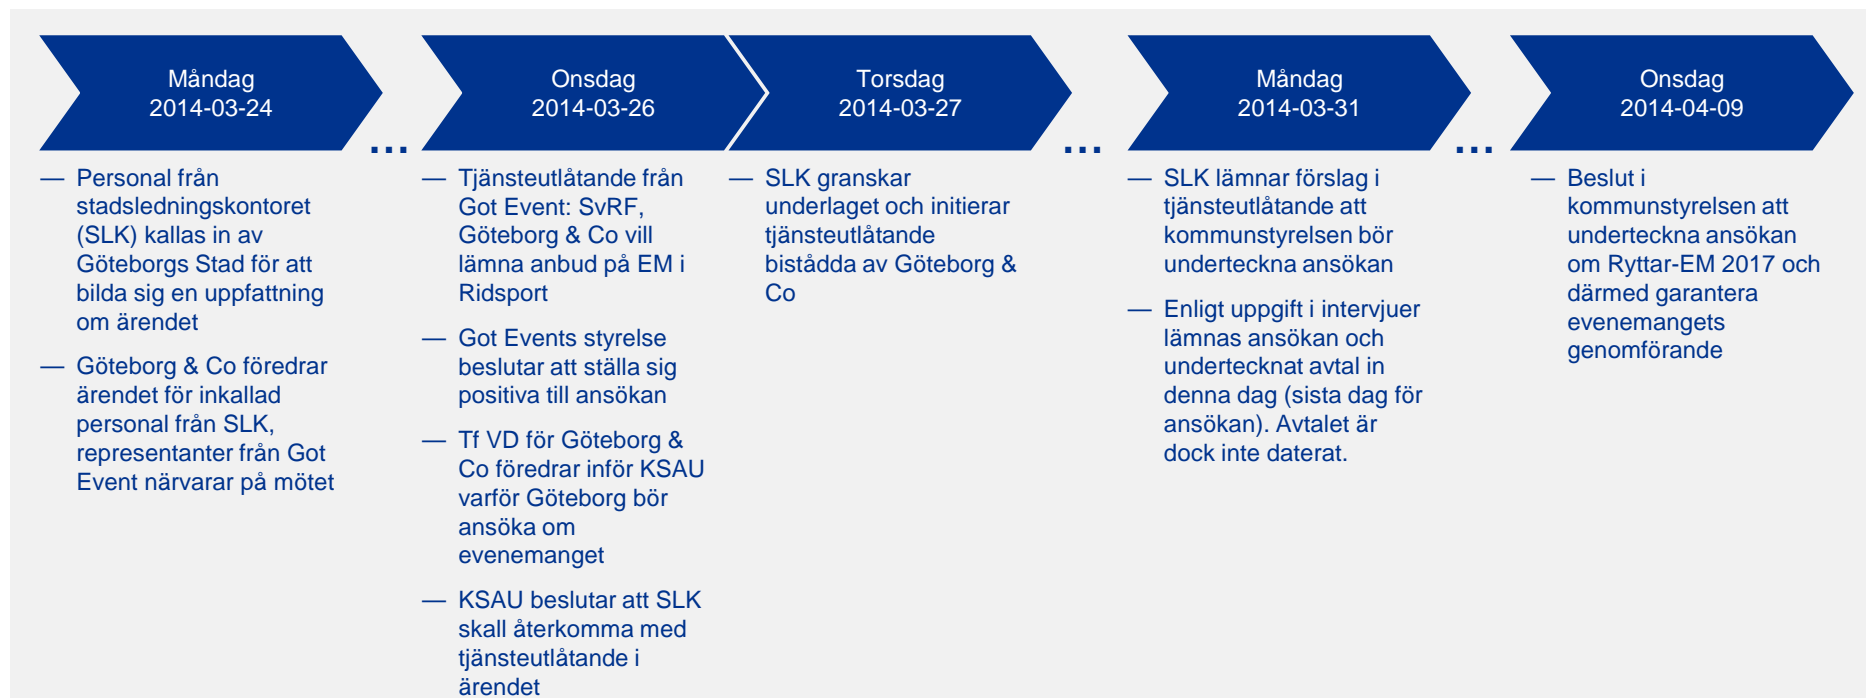 Måndag
2014-03-24
...
Onsdag
2014-03-26
Torsdag
2014-03-27
...
Måndag
2014-03-31
...
Onsdag
2014-04-09
— Personal från
stadsledningskontoret
(SLK) kallas in av
Göteborgs Stad för att
bilda sig en uppfattning
om ärendet
— Göteborg & Co föredrar
ärendet för inkallad
personal från SLK,
representanter från Got
Event närvarar på mötet
— Tjänsteutlåtande från
Got Event: SvRF,
Göteborg & Co vill
lämna anbud på EM i
Ridsport
— Got Events styrelse
beslutar att ställa sig
positiva till ansökan
— Tf VD för Göteborg &
Co föredrar inför KSAU
varför Göteborg bör
ansöka om
evenemanget
— KSAU beslutar att SLK
skall återkomma med
tjänsteutlåtande i
ärendet
— SLK granskar
underlaget och initierar
tjänsteutlåtande
biståd­da av Göteborg &
Co
— SLK lämnar förslag i
tjänsteutlåtande att
kommunstyrelsen bör
underteckna ansökan
— Enligt uppgift i intervjuer
lämnas ansökan och
undertecknat avtal in
denna dag (sista dag för
ansökan). Avtalet är
dock inte daterat.
— Beslut i
kommunstyrelsen att
underteckna ansökan
om Ryttar-EM 2017 och
därmed garantera
evenemangets
genomförande